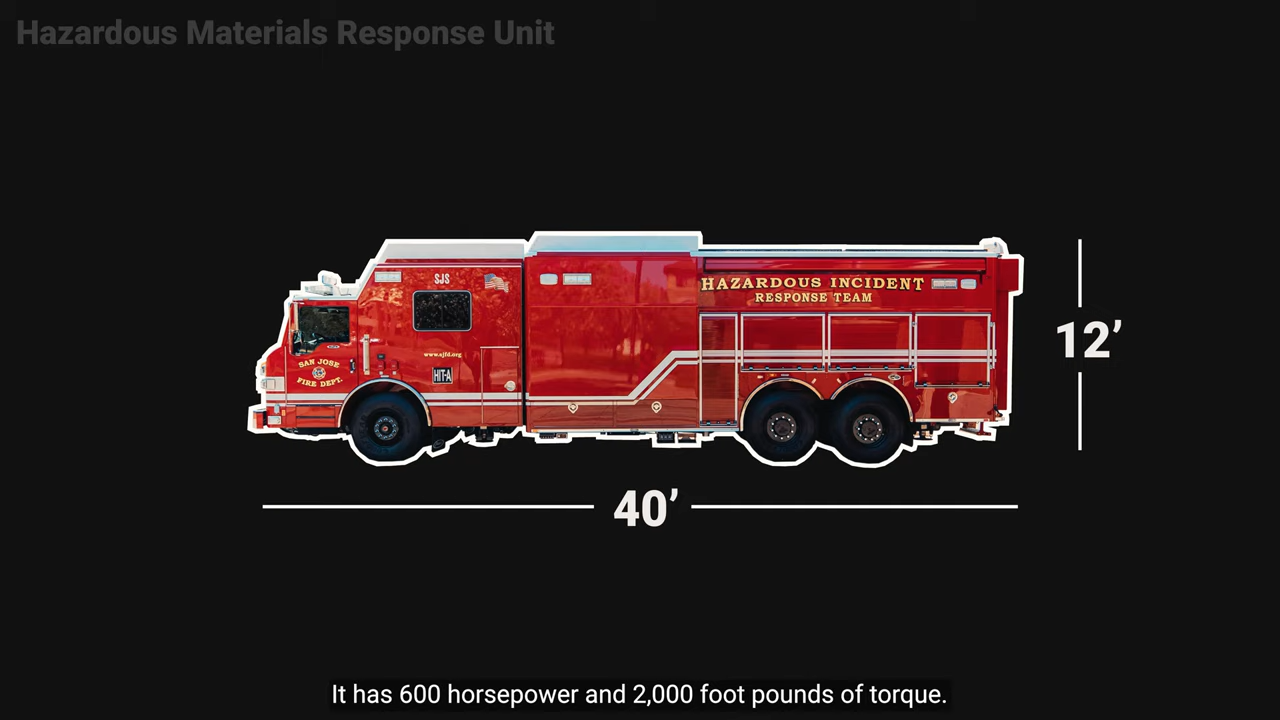 Hazardous Materials Response Unit
SJS
HAZARDOUS INCIDENT
RESPONSE TEAM
12’
www.sjfd.org
SAN JOSE
FIRE DEPT.
HIT-A
40’
It has 600 horsepower and 2,000 foot pounds of torque.